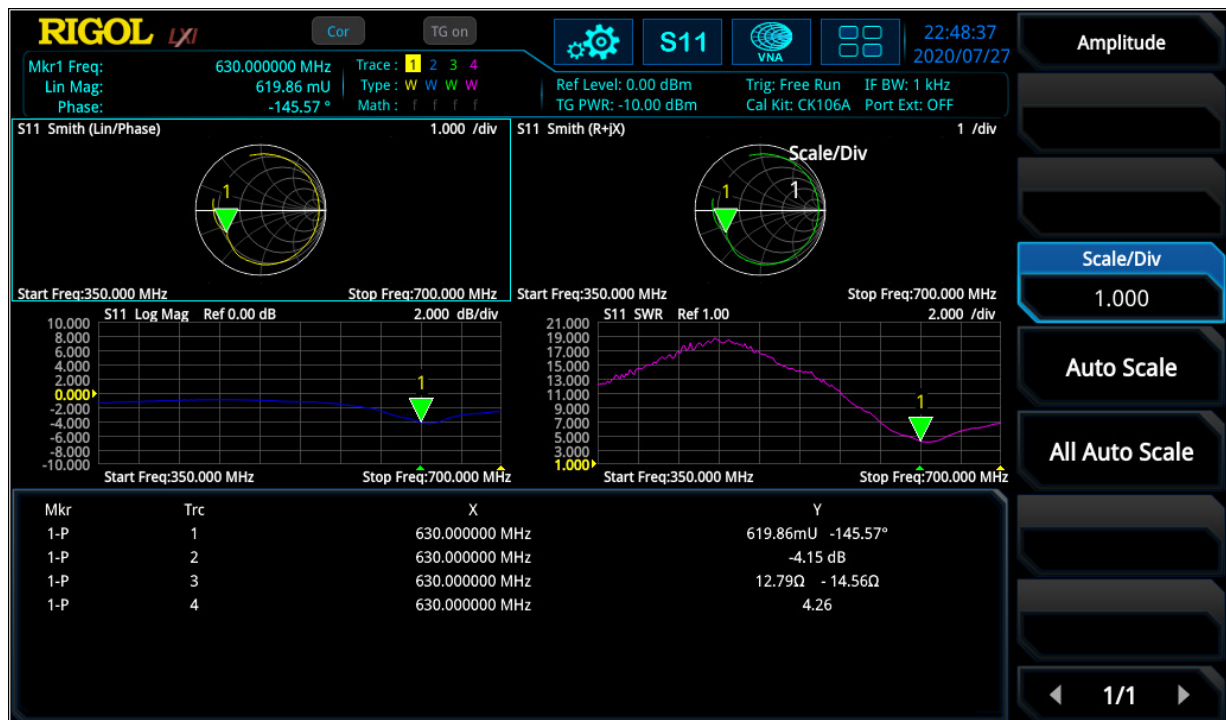 RIGOL LXI Cor TG on S11 VNA 22:48:37
2020/07/27
Mkr1 Freq: 630.000000 MHz
Lin Mag: 619.86 mU
Phase: -145.57 °
Trace : 1 2 3 4
Type : W W W W
Math : f f f f
Ref Level: 0.00 dBm Trig: Free Run IF BW: 1 kHz
TG PWR: -10.00 dBm Cal Kit: CK106A Port Ext: OFF
S11 Smith (Lin/Phase) 1.000 /div
1
Start Freq:350.000 MHz Stop Freq:700.000 MHz
S11 Smith (R+jX) 1 /div
Scale/Div
1
1
Start Freq:350.000 MHz Stop Freq:700.000 MHz
S11 Log Mag Ref 0.00 dB 2.000 dB/div
10.000
8.000
6.000
4.000
2.000
0.000
-2.000
-4.000
-6.000
-8.000
-10.000
1
Start Freq:350.000 MHz Stop Freq:700.000 MHz
S11 SWR Ref 1.00 2.000 /div
21.000
19.000
17.000
15.000
13.000
11.000
9.000
7.000
5.000
3.000
1.000
1
Start Freq:350.000 MHz Stop Freq:700.000 MHz
Mkr Trc X Y
1-P 1 630.000000 MHz 619.86mU -145.57°
1-P 2 630.000000 MHz -4.15 dB
1-P 3 630.000000 MHz 12.79Ω - 14.56Ω
1-P 4 630.000000 MHz 4.26
Amplitude
Scale/Div
1.000
Auto Scale
All Auto Scale
1/1